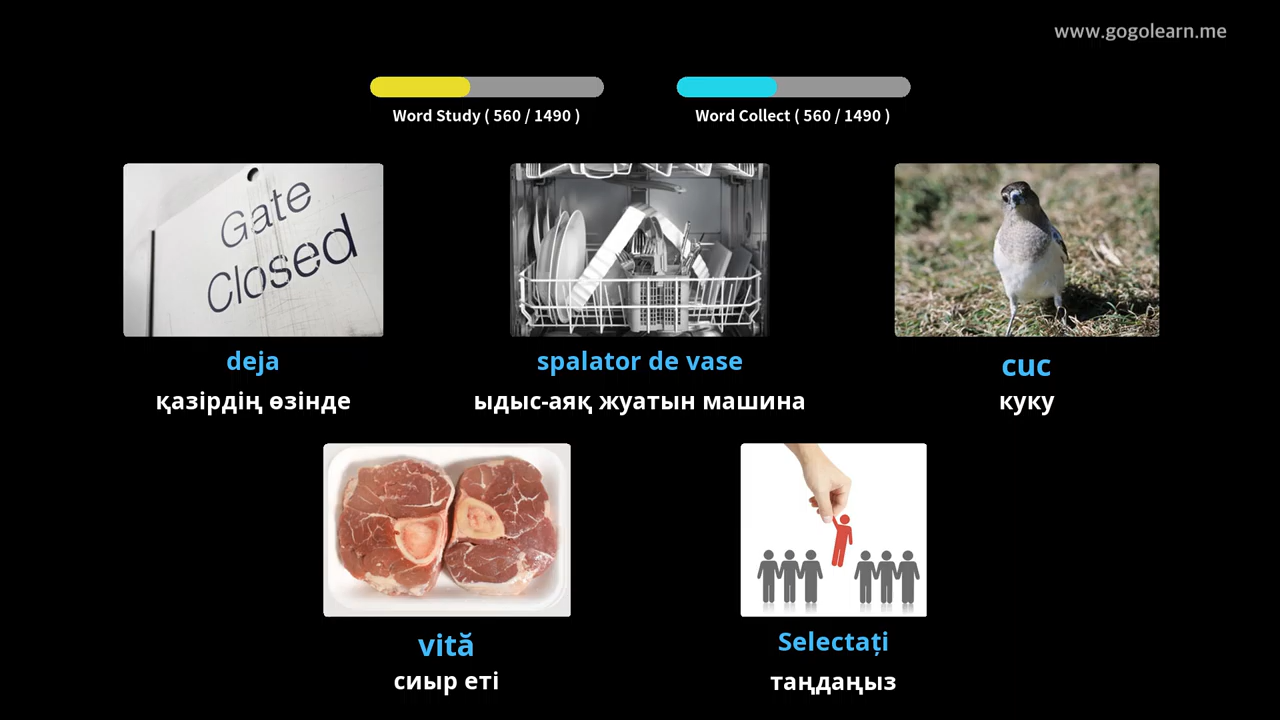 www.gogolearn.me
Word Study ( 560 / 1490 )
Word Collect ( 560 / 1490 )
Gate
Closed
deja
қазірдің өзінде
spalator de vase
ыдыс-аяқ жуатын машина
cuc
куку
vită
сиыр еті
Selectați
таңдаңыз